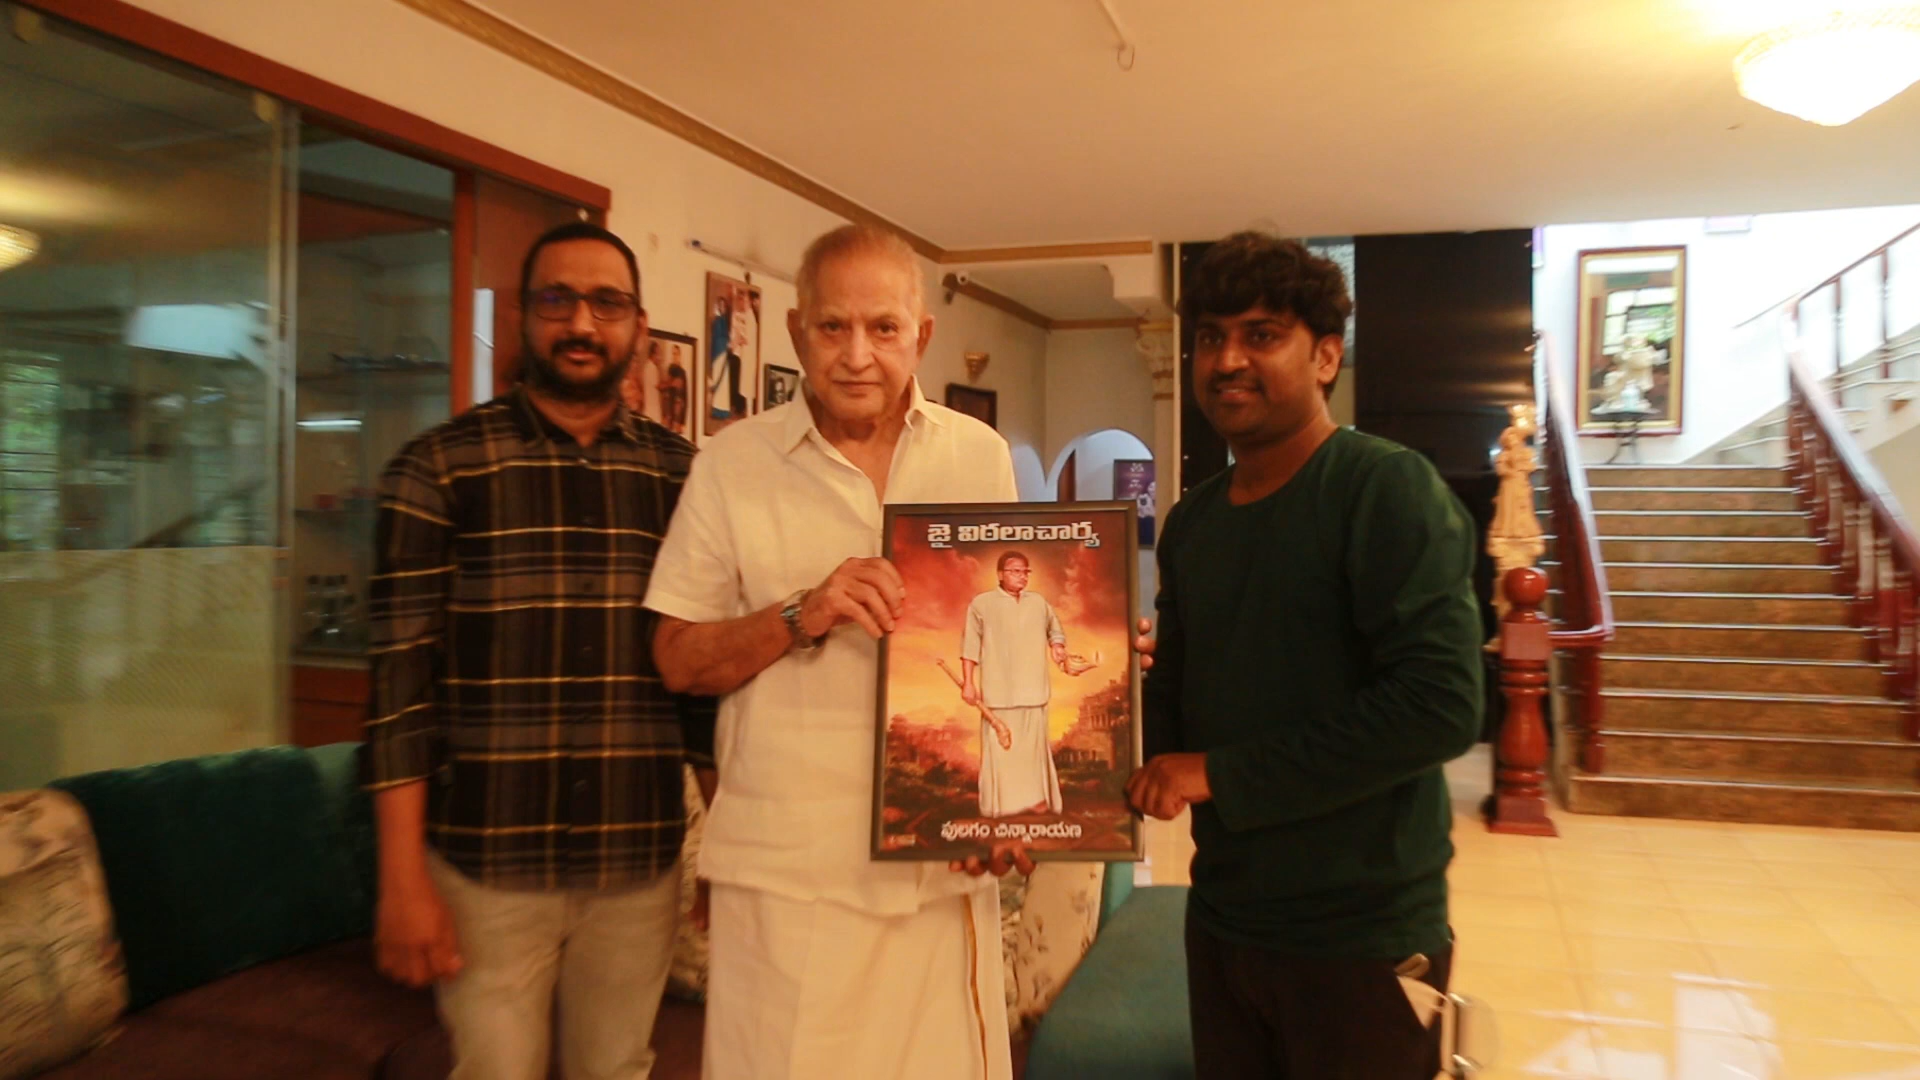 జై విఠలాచార్య
పులగం చిన్నారాయణ